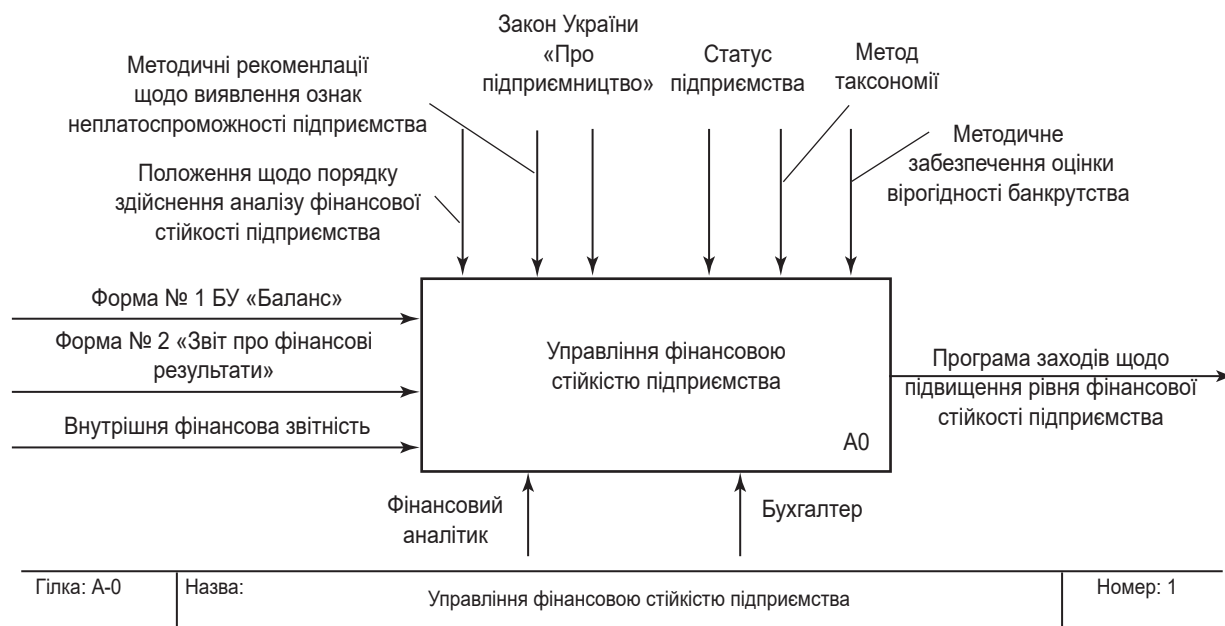 Закон України
«Про
підприємництво»
Статус
підприємства
Метод
таксономії
Методичні рекоменлації
щодо виявлення ознак
неплатоспроможності підприємства
Методичне
забезпечення оцінки
вірогідності банкрутства
Положення щодо порядку
здійснення аналізу фінансової
стійкості підприємства
Форма № 1 БУ «Баланс»
Форма № 2 «Звіт про фінансові
результати»
Внутрішня фінансова звітність
Управління фінансовою
стійкістю підприємства
А0
Програма заходів щодо
підвищення рівня фінансової
стійкості підприємства
Фінансовий
аналітик
Бухгалтер
Гілка: А-0
Назва:
Управління фінансовою стійкістю підприємства
Номер: 1